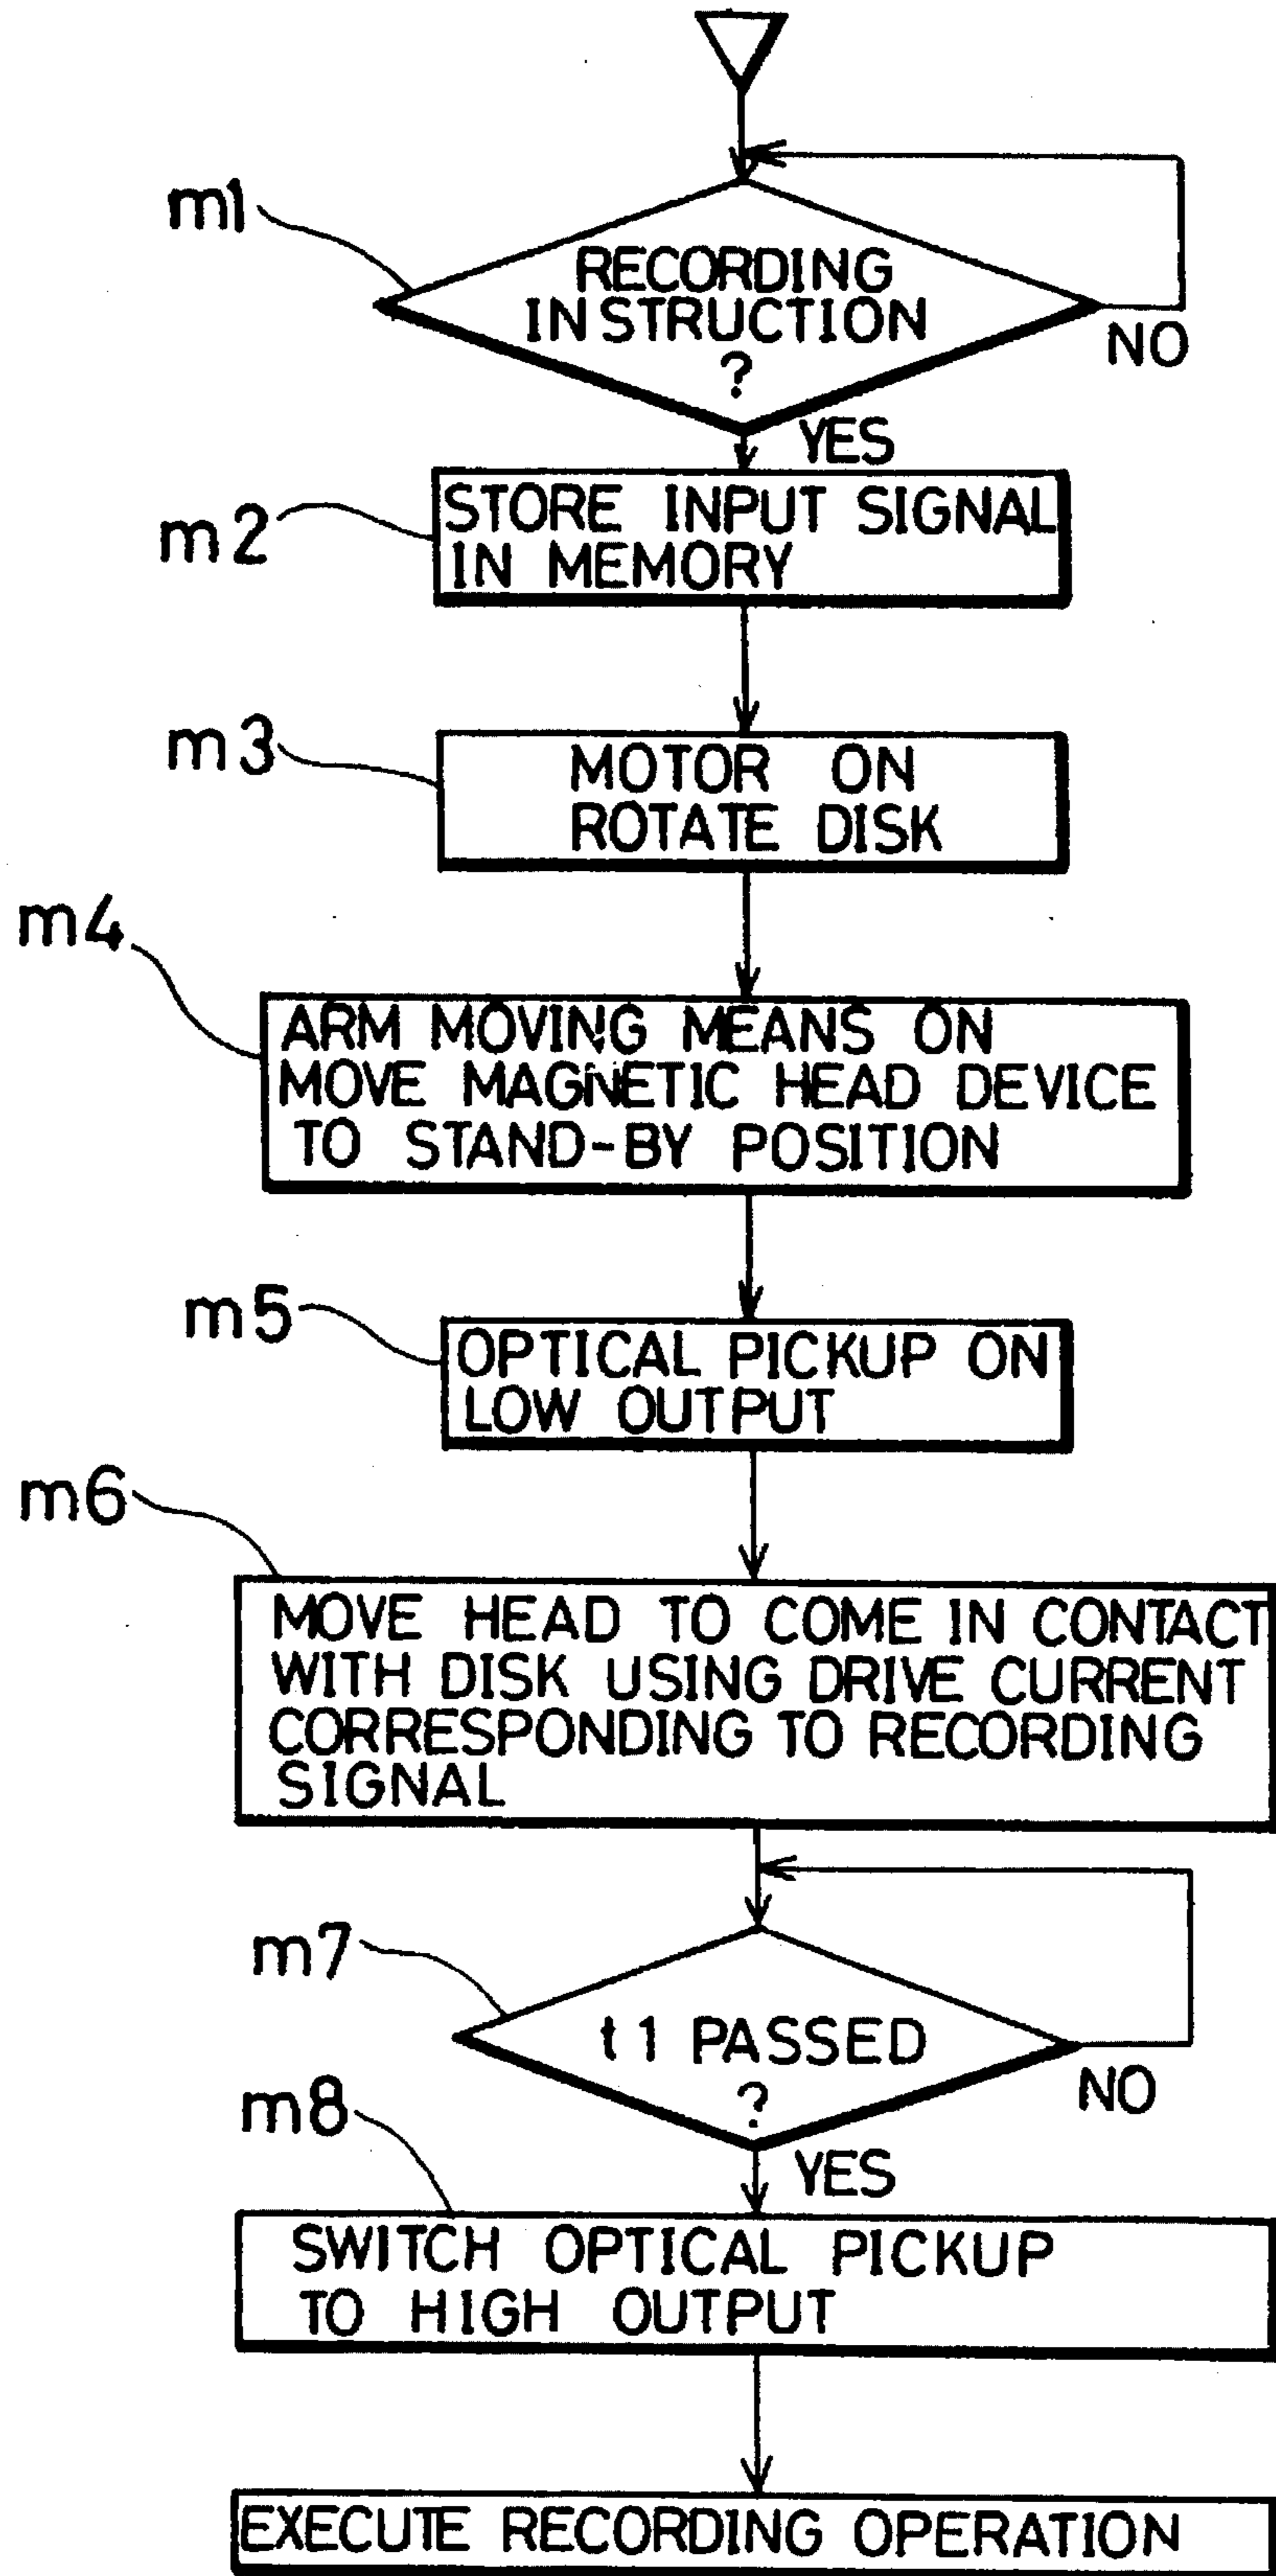 m1
RECORDING
INSTRUCTION
?
NO
YES
m2
STORE INPUT SIGNAL
IN MEMORY
m3
MOTOR ON
ROTATE DISK
m4
ARM MOVING MEANS ON
MOVE MAGNETIC HEAD DEVICE
TO STAND-BY POSITION
m5
OPTICAL PICKUP ON
LOW OUTPUT
m6
MOVE HEAD TO COME IN CONTACT
WITH DISK USING DRIVE CURRENT
CORRESPONDING TO RECORDING
SIGNAL
m7
t1 PASSED
?
NO
YES
m8
SWITCH OPTICAL PICKUP
TO HIGH OUTPUT
EXECUTE RECORDING OPERATION